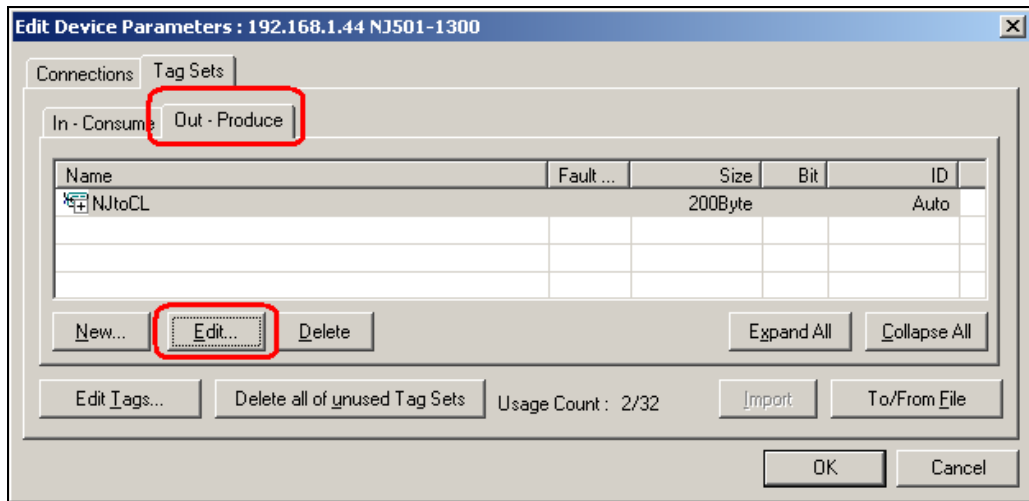 Edit Device Parameters : 192.168.1.44 NJ501-1300
Connections Tag Sets
In - Consume Out - Produce
Name Fault ... Size Bit ID
NJtoCL 200Byte Auto
New... Edit... Delete Expand All Collapse All
Edit Tags... Delete all of unused Tag Sets Usage Count : 2/32 Import To/From File
OK Cancel